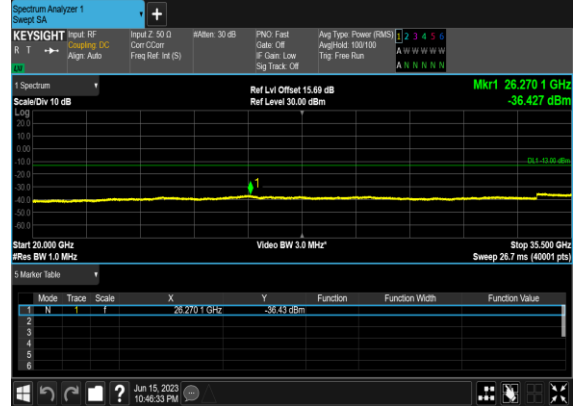 Spectrum Analyzer 1
Swept SA
+
KEYSIGHT
R T
LV
Input: RF
Coupling: DC
Align: Auto
Input Z: 50 Ω
Corr CCorr
Freq Ref: Int (S)
#Atten: 30 dB
PNO: Fast
Gate: Off
IF Gain: Low
Sig Track: Off
Avg Type: Power (RMS)
Avg|Hold: 100/100
Trig: Free Run
1 2 3 4 5 6
A W W W W W
A N N N N N
1 Spectrum
Scale/Div 10 dB
Ref Lvl Offset 15.69 dB
Ref Level 30.00 dBm
Mkr1 26.270 1 GHz
-36.427 dBm
Log
20.0
10.0
0.00
-10.0
DL1 -13.00 dBm
-20.0
-30.0
1
-40.0
-50.0
-60.0
Start 20.000 GHz
#Res BW 1.0 MHz
Video BW 3.0 MHz*
Stop 35.500 GHz
Sweep 26.7 ms (40001 pts)
5 Marker Table
Mode Trace Scale X Y Function Function Width Function Value
1 N 1 f 26.270 1 GHz -36.43 dBm
2
3
4
5
6
?
Jun 15, 2023
10:46:33 PM